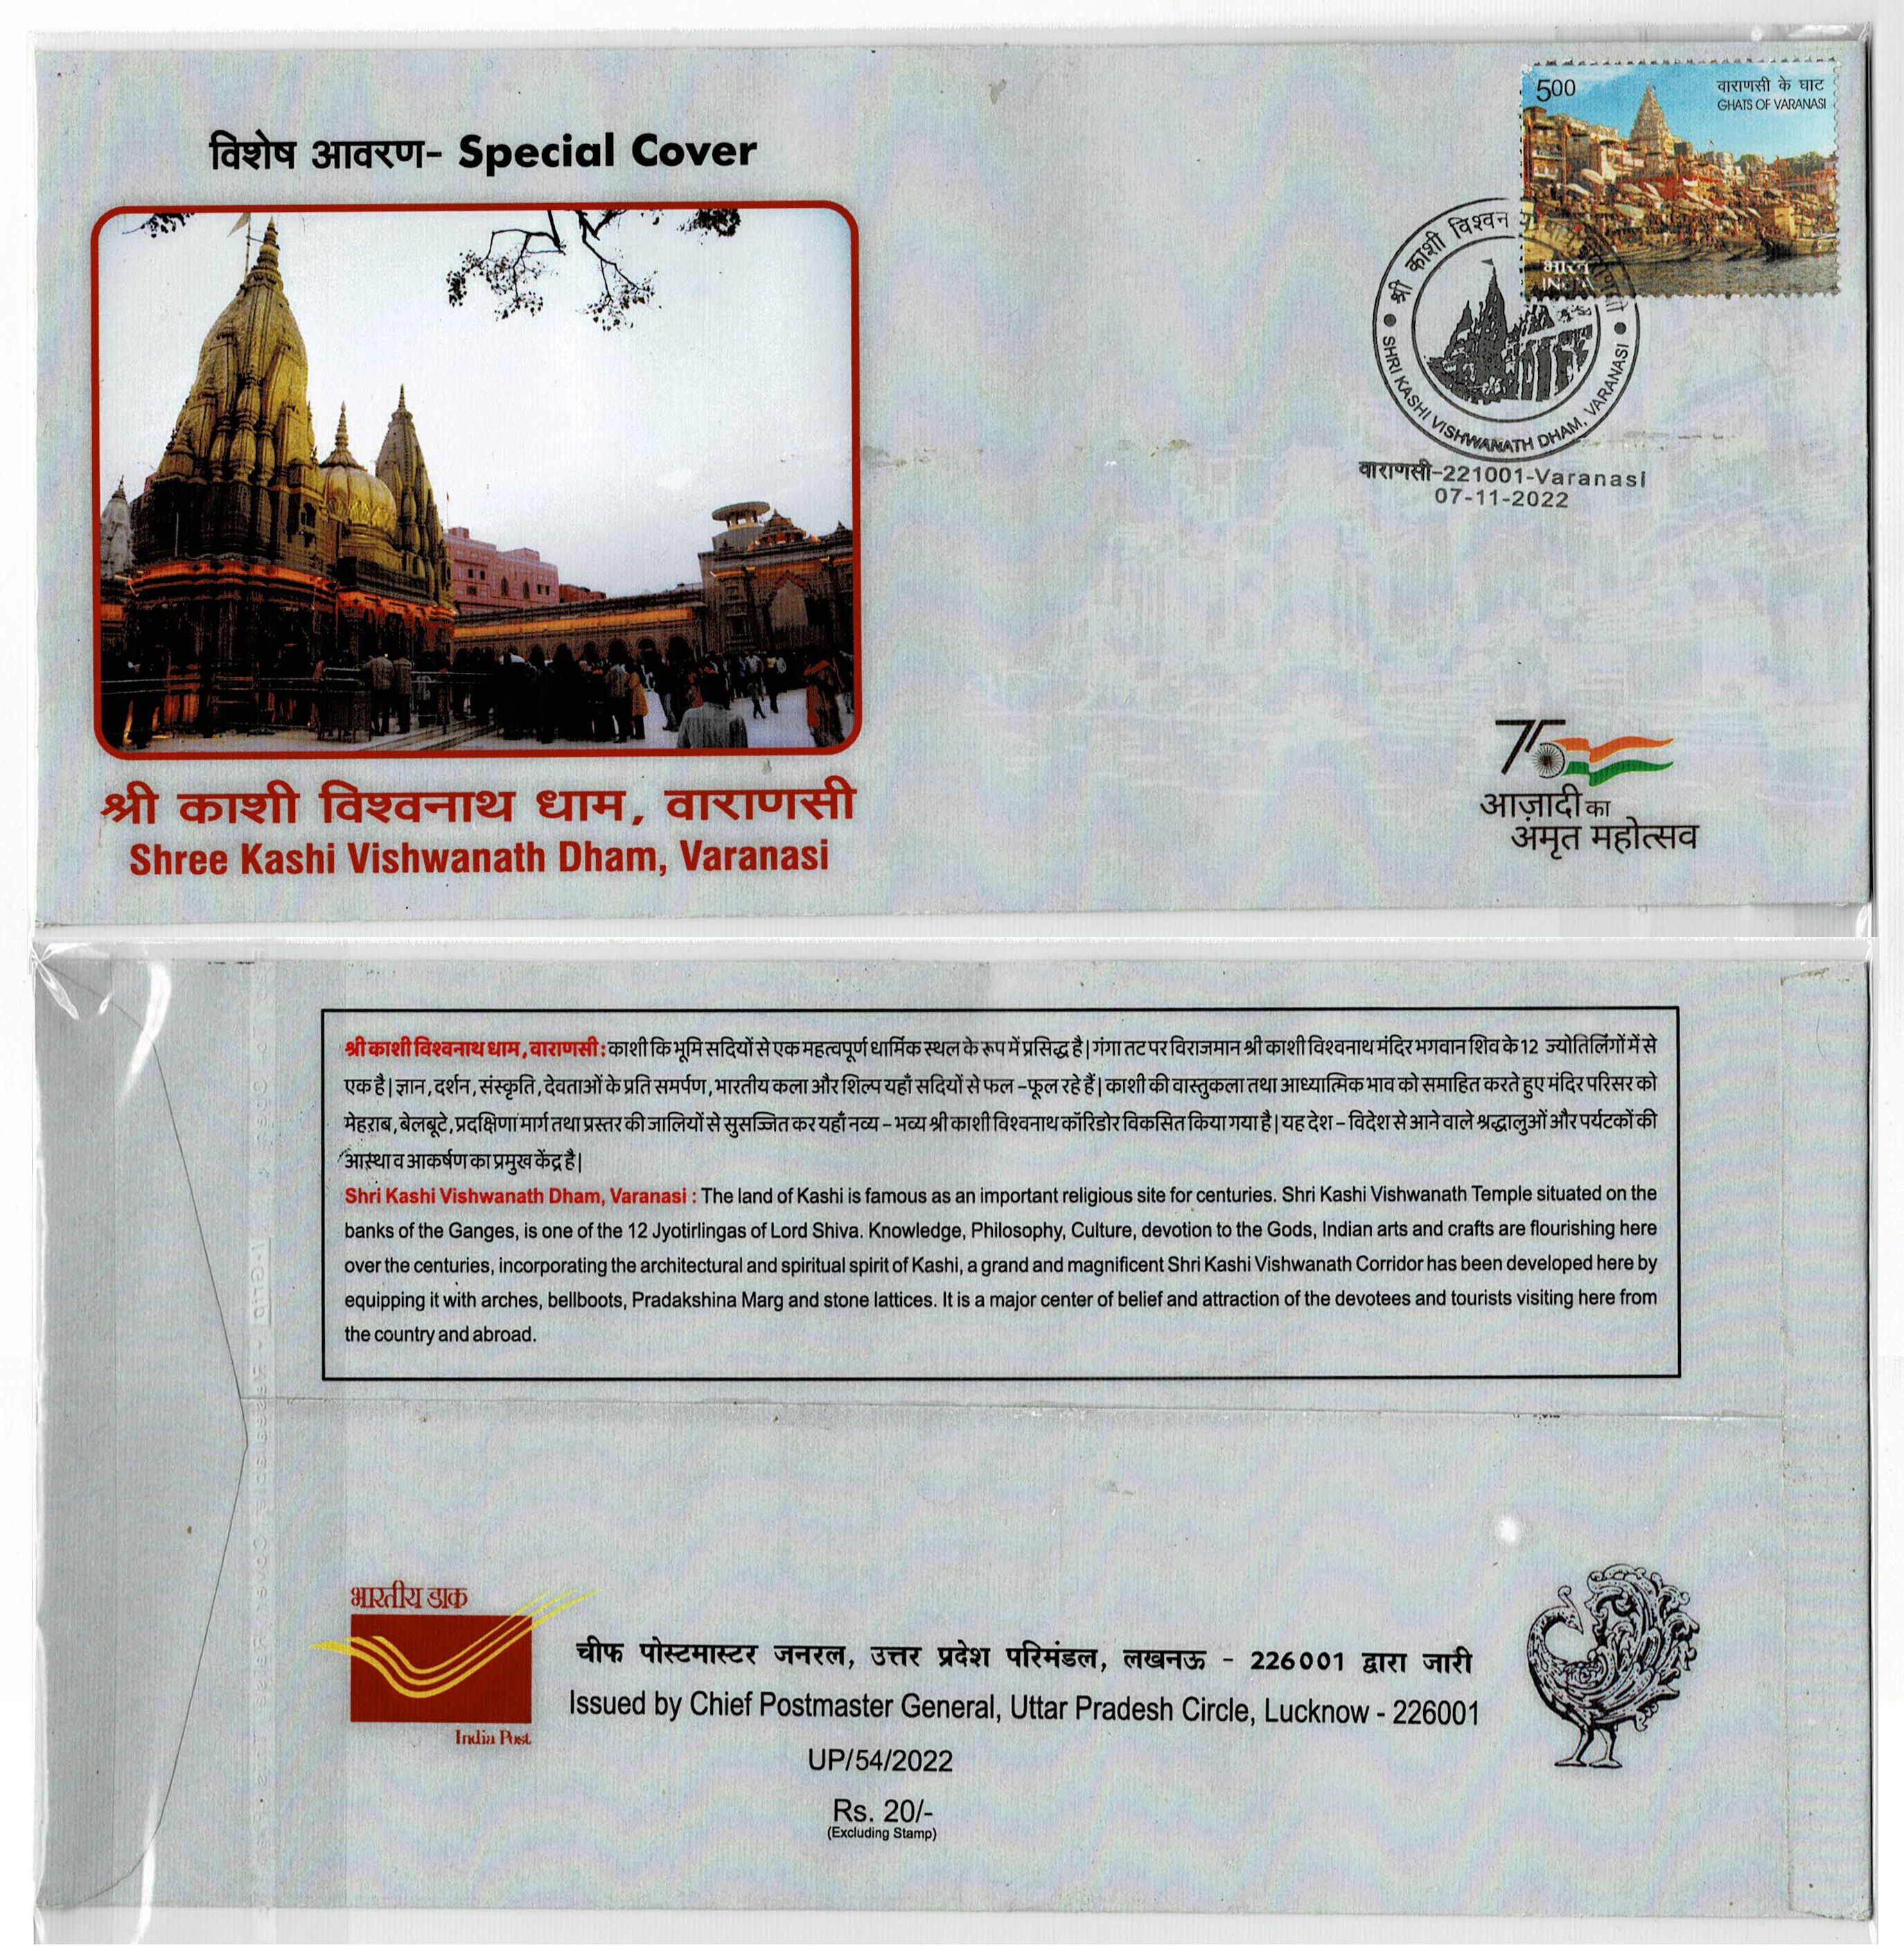 विशेष आवरण- Special Cover
500
वाराणसी के घाट
GHATS OF VARANASI
भारत
INDIA
श्री काशी विश्वनाथ
SHRI KASHI VISHWANATH DHAM, VARANASI
वाराणसी-221001-Varanasi
07-11-2022
श्री काशी विश्वनाथ धाम, वाराणसी
Shree Kashi Vishwanath Dham, Varanasi
75
आज़ादी का
अमृत महोत्सव
श्री काशी विश्वनाथ धाम, वाराणसी : काशी कि भूमि सदियों से एक महत्वपूर्ण धार्मिक स्थल के रूप में प्रसिद्ध है| गंगा तट पर विराजमान श्री काशी विश्वनाथ मंदिर भगवान शिव के 12 ज्योतिर्लिंगों में से
एक है| ज्ञान, दर्शन, संस्कृति, देवताओं के प्रति समर्पण, भारतीय कला और शिल्प यहाँ सदियों से फल -फूल रहे हैं| काशी की वास्तुकला तथा आध्यात्मिक भाव को समाहित करते हुए मंदिर परिसर को
मेहराब, बेलबूटे, प्रदक्षिणा मार्ग तथा प्रस्तर की जालियों से सुसज्जित कर यहाँ नव्य - भव्य श्री काशी विश्वनाथ कॉरिडोर विकसित किया गया है| यह देश - विदेश से आने वाले श्रद्धालुओं और पर्यटकों की
आस्था व आकर्षण का प्रमुख केंद्र है|
Shri Kashi Vishwanath Dham, Varanasi : The land of Kashi is famous as an important religious site for centuries. Shri Kashi Vishwanath Temple situated on the
banks of the Ganges, is one of the 12 Jyotirlingas of Lord Shiva. Knowledge, Philosophy, Culture, devotion to the Gods, Indian arts and crafts are flourishing here
over the centuries, incorporating the architectural and spiritual spirit of Kashi, a grand and magnificent Shri Kashi Vishwanath Corridor has been developed here by
equipping it with arches, bellboots, Pradakshina Marg and stone lattices. It is a major center of belief and attraction of the devotees and tourists visiting here from
the country and abroad.
भारतीय डाक
India Post
चीफ पोस्टमास्टर जनरल, उत्तर प्रदेश परिमंडल, लखनऊ - 226001 द्वारा जारी
Issued by Chief Postmaster General, Uttar Pradesh Circle, Lucknow - 226001
UP/54/2022
Rs. 20/-
(Excluding Stamp)